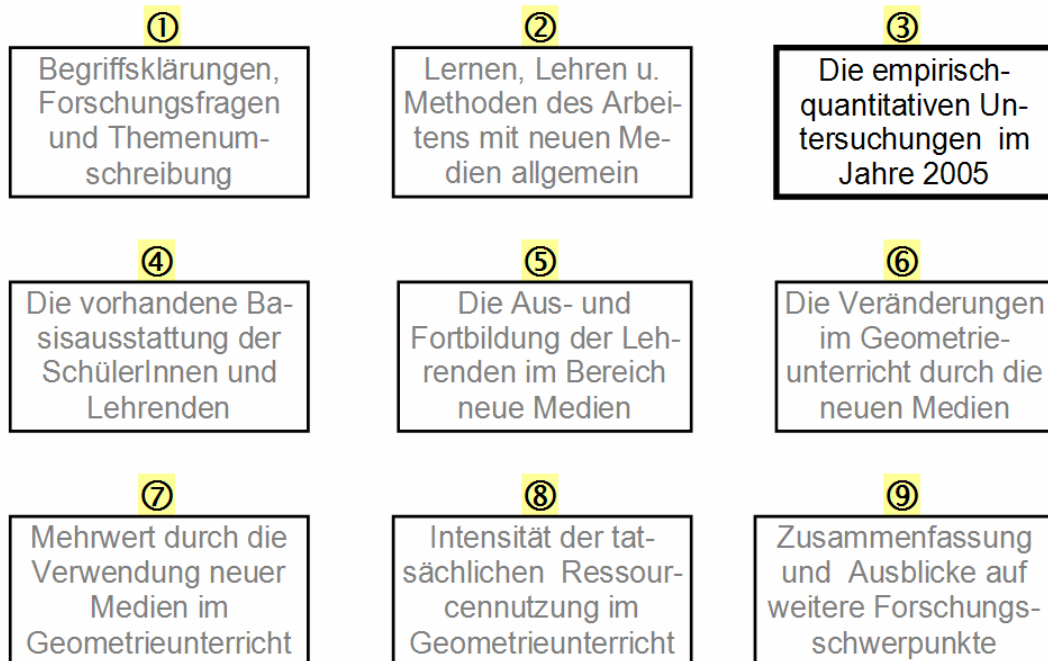 ① ② ③
Begriffsklärungen,
Forschungsfragen
und Themenum-
schreibung
Lernen, Lehren u.
Methoden des Arbei-
tens mit neuen Me-
dien allgemein
Die empirisch-
quantitativen Un-
tersuchungen im
Jahre 2005
④ ⑤ ⑥
Die vorhandene Ba-
sisausstattung der
SchülerInnen und
Lehrenden
Die Aus- und
Fortbildung der Leh-
renden im Bereich
neue Medien
Die Veränderungen
im Geometrie-
unterricht durch die
neuen Medien
⑦ ⑧ ⑨
Mehrwert durch die
Verwendung neuer
Medien im
Geometrieunterricht
Intensität der tat-
sächlichen Ressour-
cennutzung im
Geometrieunterricht
Zusammenfassung
und Ausblicke auf
weitere Forschungs-
schwerpunkte